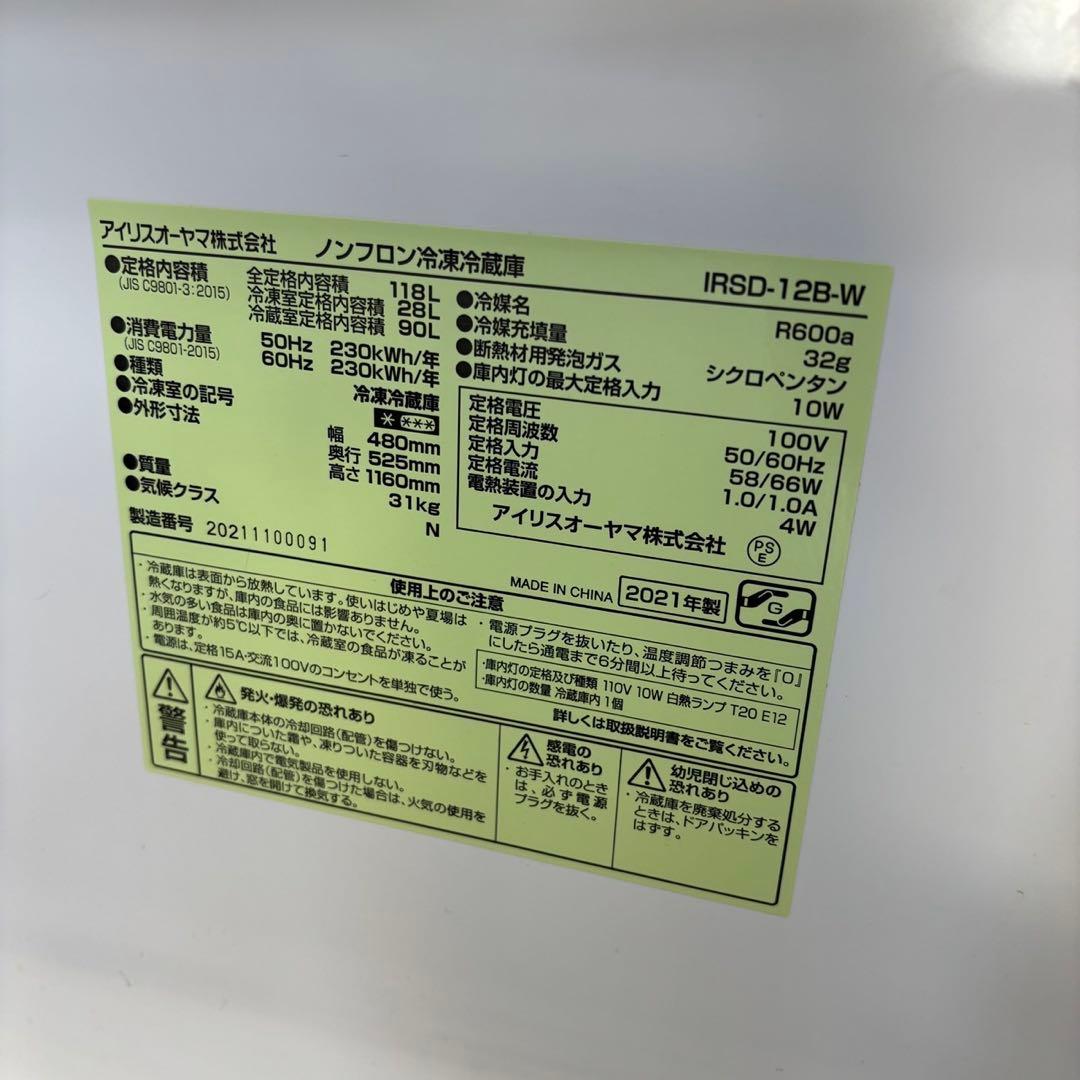 アイリスオーヤマ株式会社 ノンフロン冷凍冷蔵庫 IRSD-12B-W
●定格内容積
(JIS C9801-3:2015)
全定格内容積 118L
冷凍室定格内容積 28L
冷蔵室定格内容積 90L
●消費電力量
(JIS C9801-2015)
50Hz 230kWh/年
60Hz 230kWh/年
●種類 冷凍冷蔵庫
●冷凍室の記号
●外形寸法
幅 480mm
奥行 525mm
高さ 1160mm
●質量 31kg
●気候クラス N
製造番号 20211100091
●冷媒名 R600a
●冷媒充填量 32g
●断熱材用発泡ガス シクロペンタン
●庫内灯の最大定格入力 10W
定格電圧 100V
定格周波数 50/60Hz
定格入力 58/66W
定格電流 1.0/1.0A
電熱装置の入力 4W
アイリスオーヤマ株式会社 PSE
MADE IN CHINA 2021年製 G
使用上のご注意
・冷蔵庫は表面から放熱しています。使いはじめや夏場は
熱くなりますが、庫内の食品には影響ありません。
・水気の多い食品は庫内の奥に置かないでください。
・周囲温度が約5℃以下では、冷蔵室の食品が凍ることが
あります。
・電源は、定格15A・交流100Vのコンセントを単独で使う。
・電源プラグを抜いたり、温度調節つまみを『0』
にしたら通電まで6分間以上待ってください。
・庫内灯の定格及び種類 110V 10W 白熱ランプ T20 E12
・庫内灯の数量 冷蔵庫内 1個
詳しくは取扱説明書をご覧ください。
警告
発火・爆発の恐れあり
・冷蔵庫本体の冷却回路(配管)を傷つけない。
・庫内についた霜や、凍りついた容器を刃物などを
使って取らない。
・冷蔵庫内で電気製品を使用しない。
・冷却回路(配管)を傷つけた場合は、火気の使用を
避け、窓を開けて換気する。
感電の
恐れあり
・お手入れのとき
は、必ず電源
プラグを抜く。
幼児閉じ込めの
恐れあり
・冷蔵庫を廃棄処分する
ときは、ドアパッキンを
はずす。